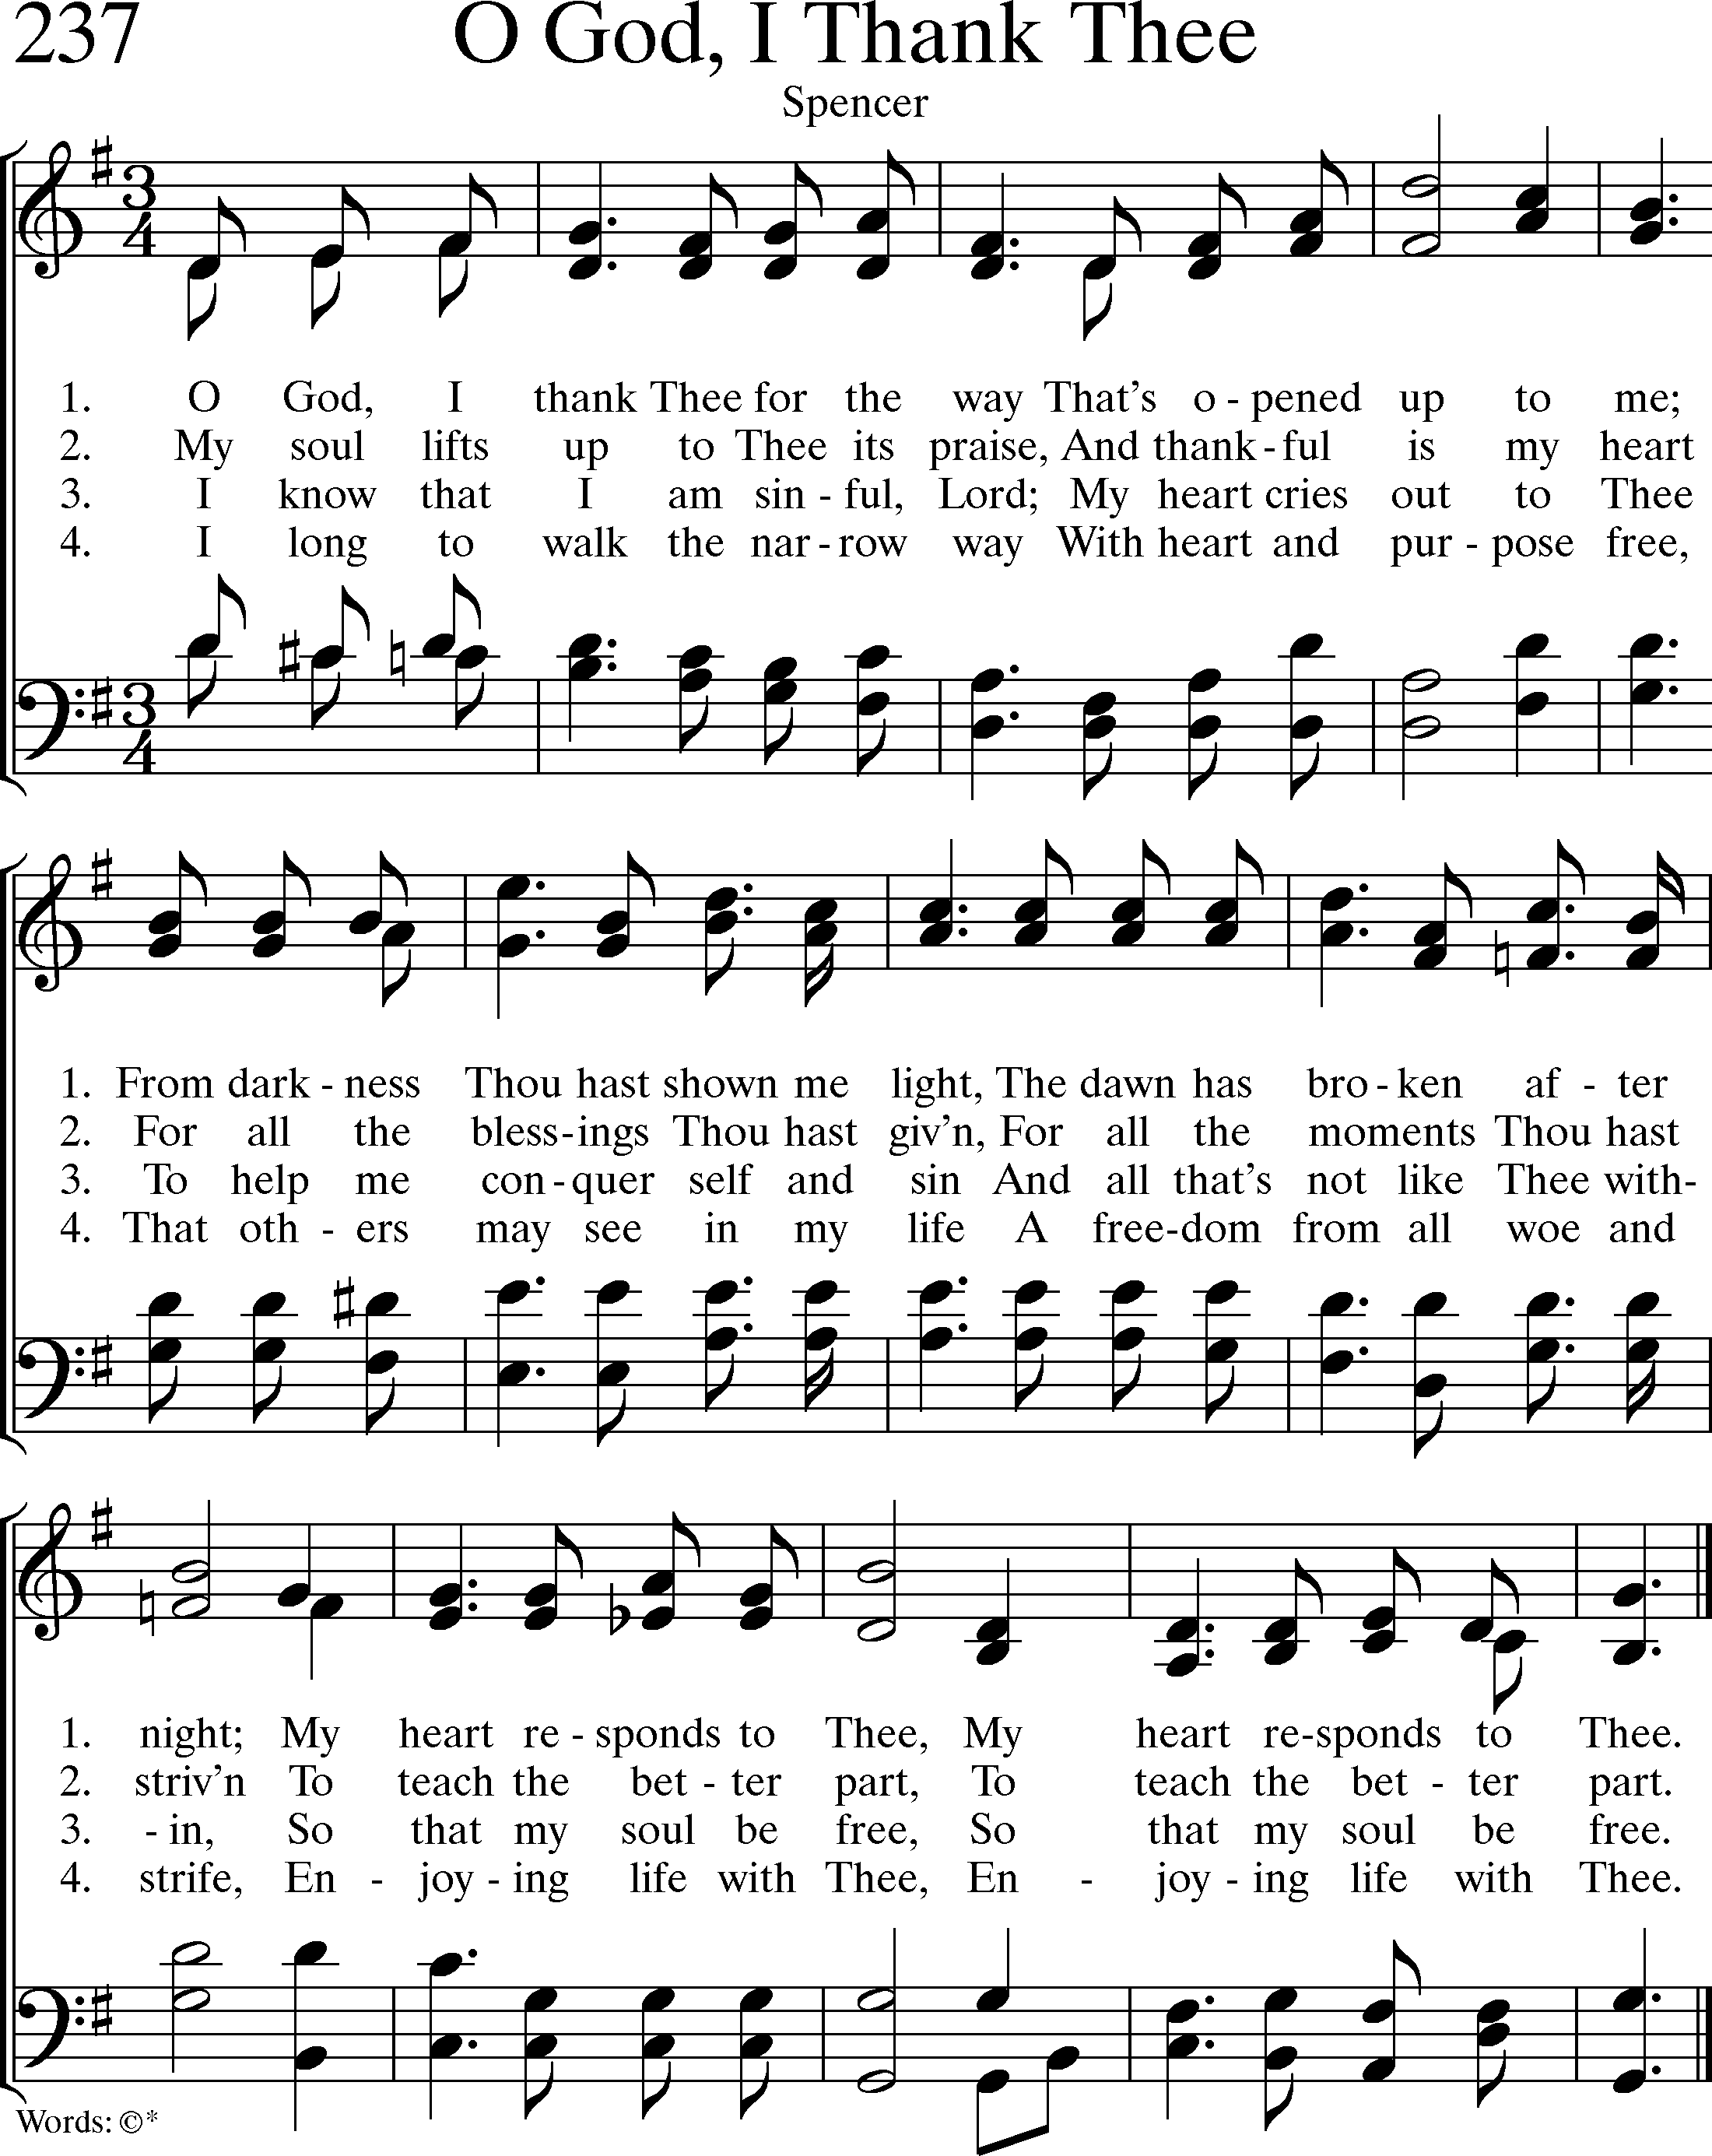 237 O God, I Thank Thee
Spencer
3 4
1. O God, I thank Thee for the way That's o - pened up to me;
2. My soul lifts up to Thee its praise, And thank - ful is my heart
3. I know that I am sin - ful, Lord; My heart cries out to Thee
4. I long to walk the nar - row way With heart and pur - pose free,
3 4
1. From dark - ness Thou hast shown me light, The dawn has bro - ken af - ter
2. For all the bless - ings Thou hast giv'n, For all the moments Thou hast
3. To help me con - quer self and sin And all that's not like Thee with-
4. That oth - ers may see in my life A free-dom from all woe and
1. night; My heart re - sponds to Thee, My heart re-sponds to Thee.
2. striv'n To teach the bet - ter part, To teach the bet - ter part.
3. - in, So that my soul be free, So that my soul be free.
4. strife, En - joy - ing life with Thee, En - joy - ing life with Thee.
Words: ©*